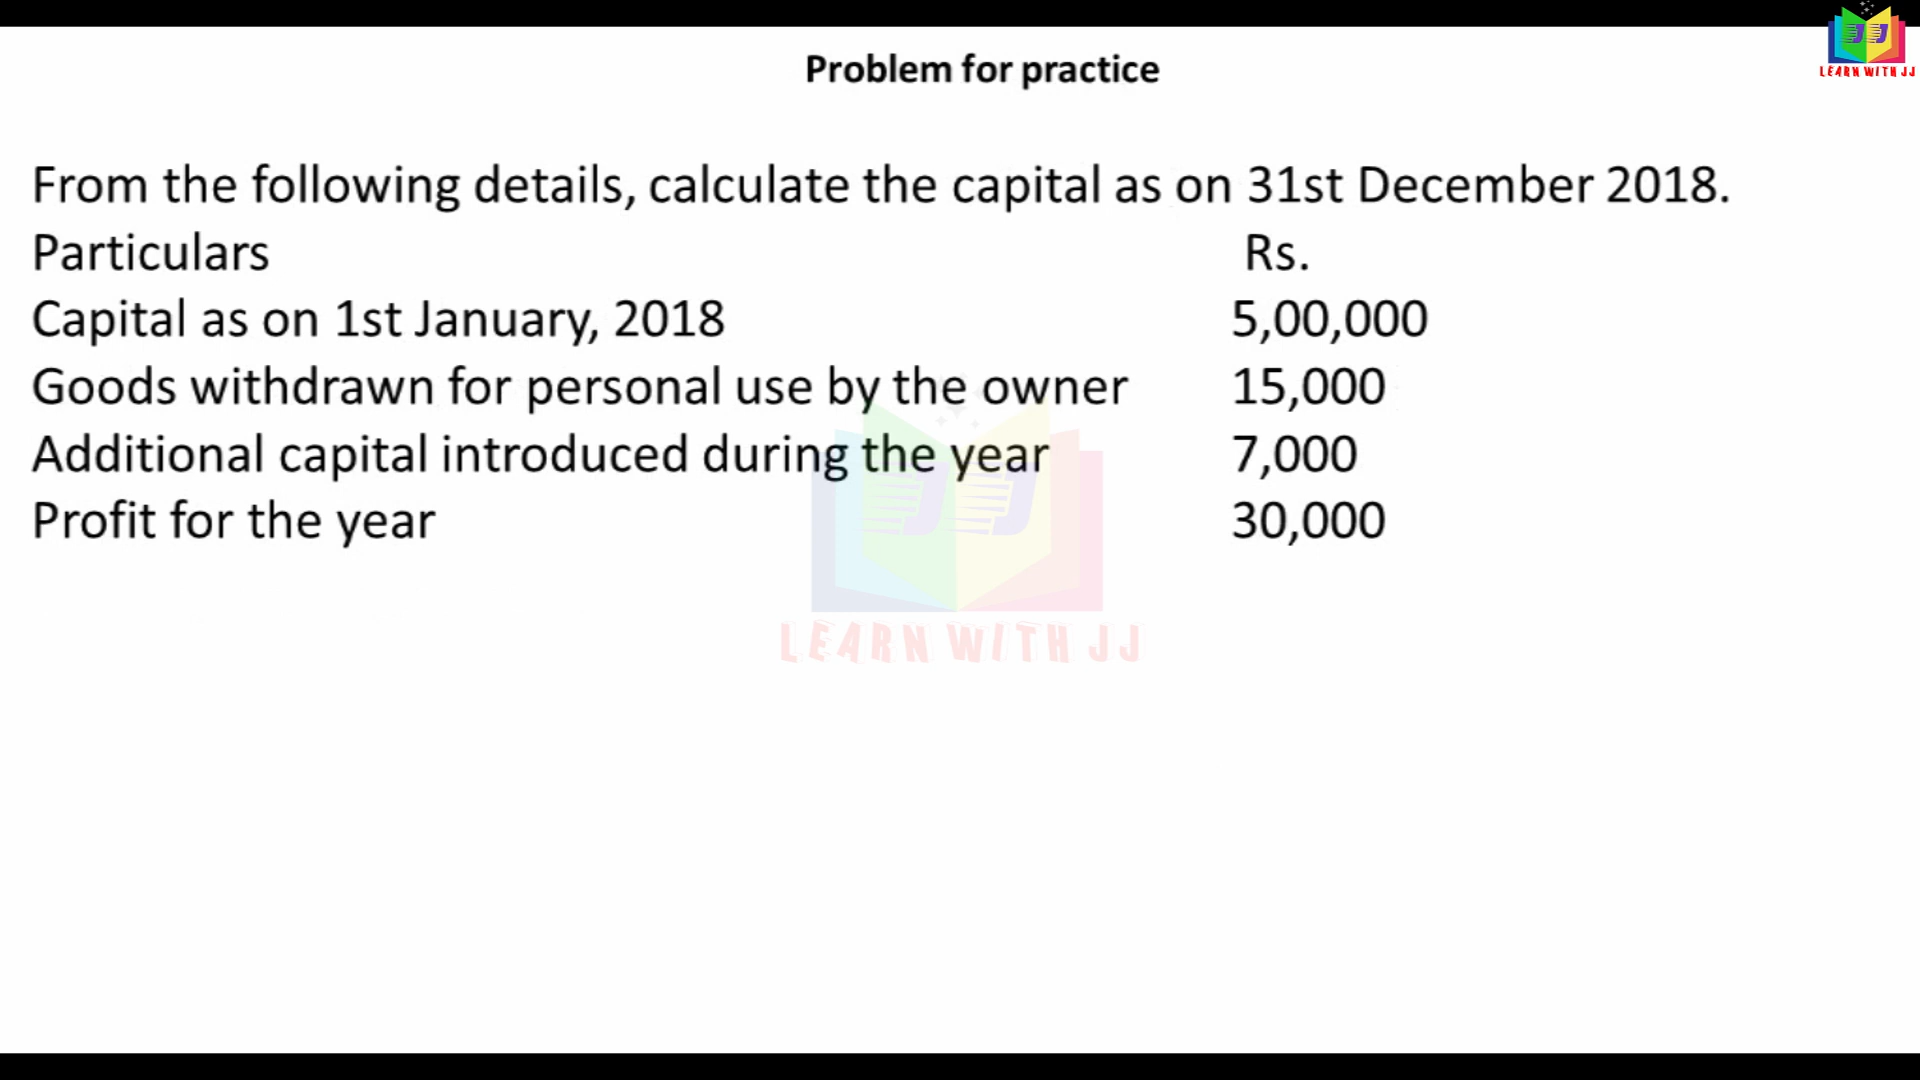 LEARN WITH JJ
Problem for practice
From the following details, calculate the capital as on 31st December 2018.
Particulars Rs.
Capital as on 1st January, 2018 5,00,000
Goods withdrawn for personal use by the owner 15,000
Additional capital introduced during the year 7,000
Profit for the year 30,000
LEARN WITH JJ